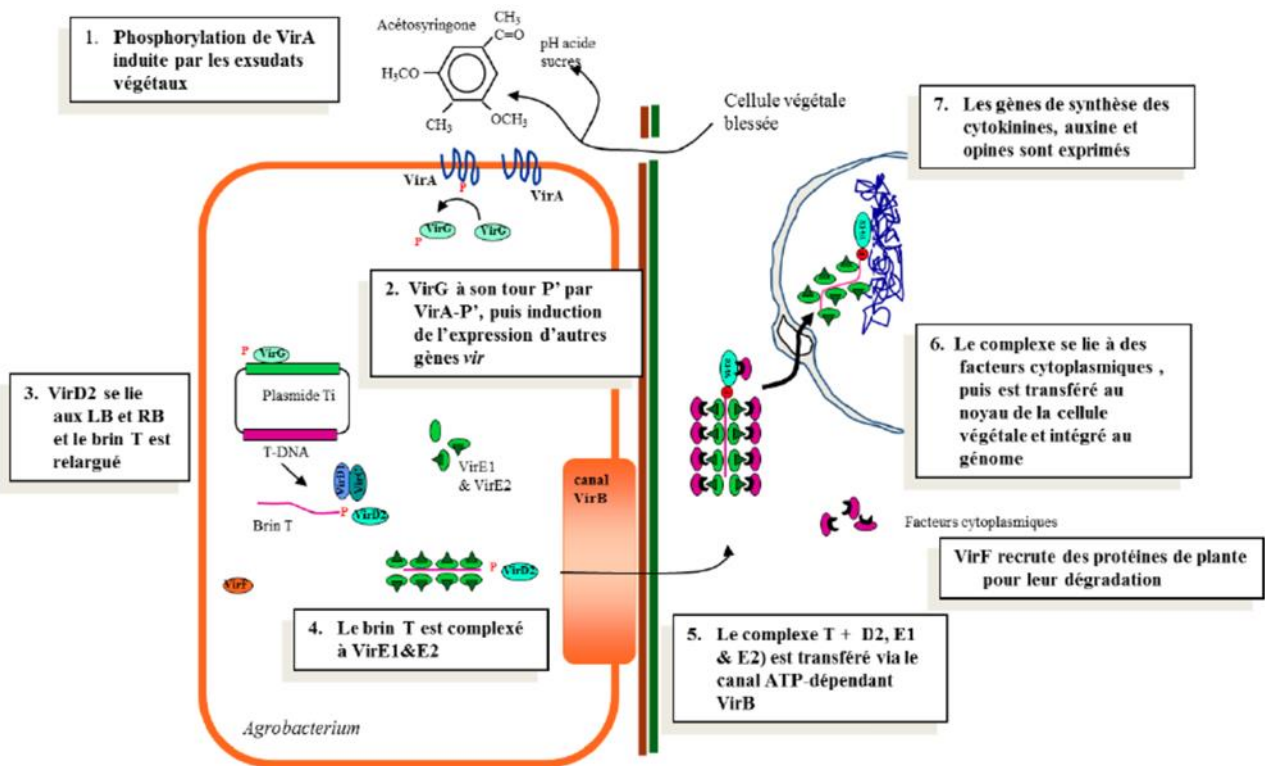 1. Phosphorylation de VirA
induite par les exsudats
végétaux
Acétosyringone
CH3
C=O
H3CO
OCH3
CH3
pH acide
sucres
Cellule végétale
blessée
7. Les gènes de synthèse des
cytokinines, auxine et
opines sont exprimés
VirA
P
VirA
VirG
P
VirG
2. VirG à son tour P’ par
VirA-P’, puis induction
de l’expression d’autres
gènes vir
3. VirD2 se lie
aux LB et RB
et le brin T est
relargué
P
VirG
Plasmide Ti
T-DNA
VirD1
Brin T
P
VirD2
VirE1
& VirE2
canal
VirB
6. Le complexe se lie à des
facteurs cytoplasmiques ,
puis est transféré au
noyau de la cellule
végétale et intégré au
génome
Facteurs cytoplasmiques
VirF recrute des protéines de plante
pour leur dégradation
VirF
P
VirD2
4. Le brin T est complexé
à VirE1&E2
5. Le complexe T + D2, E1
& E2) est transféré via le
canal ATP-dépendant
VirB
Agrobacterium